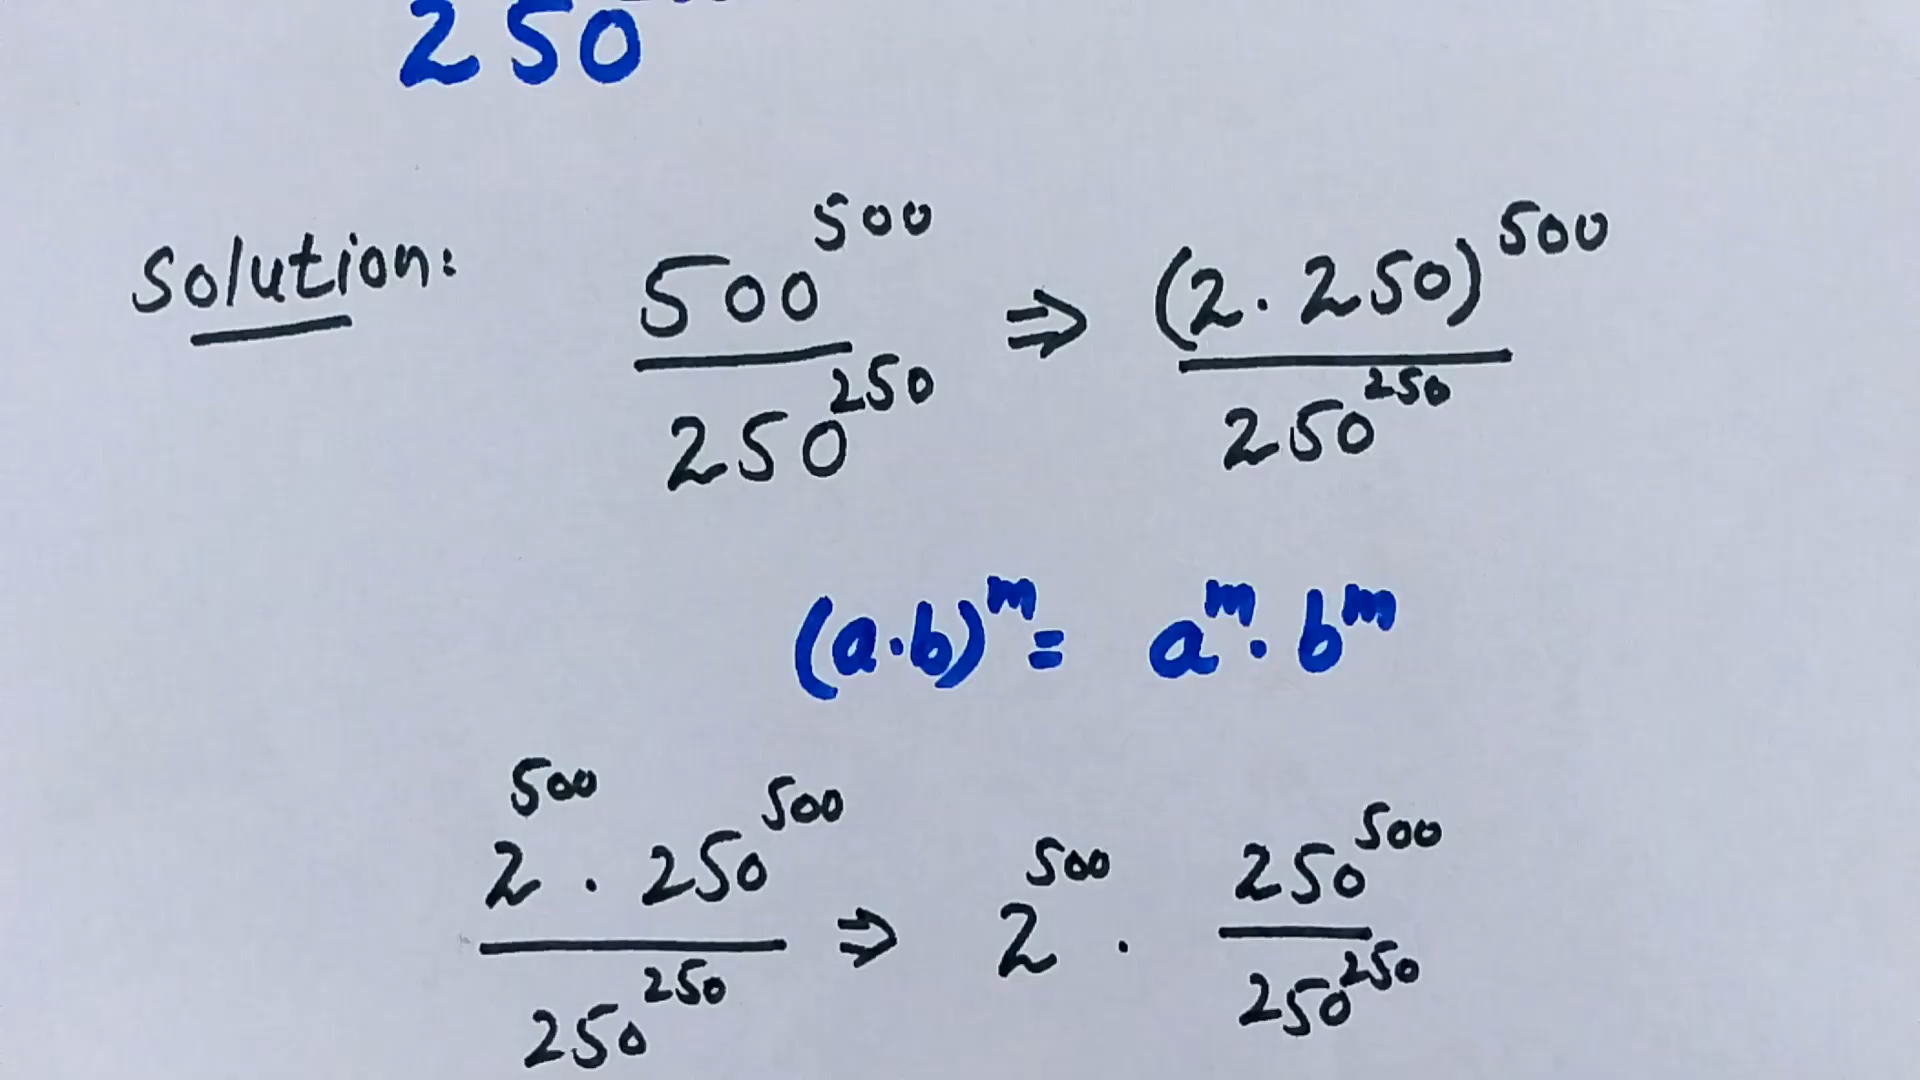 250
Solution: 500^500 / 250^250 ⇒ (2 · 250)^500 / 250^250
(a·b)^m = a^m · b^m
2^500 · 250^500 / 250^250 ⇒ 2^500 · 250^500 / 250^250